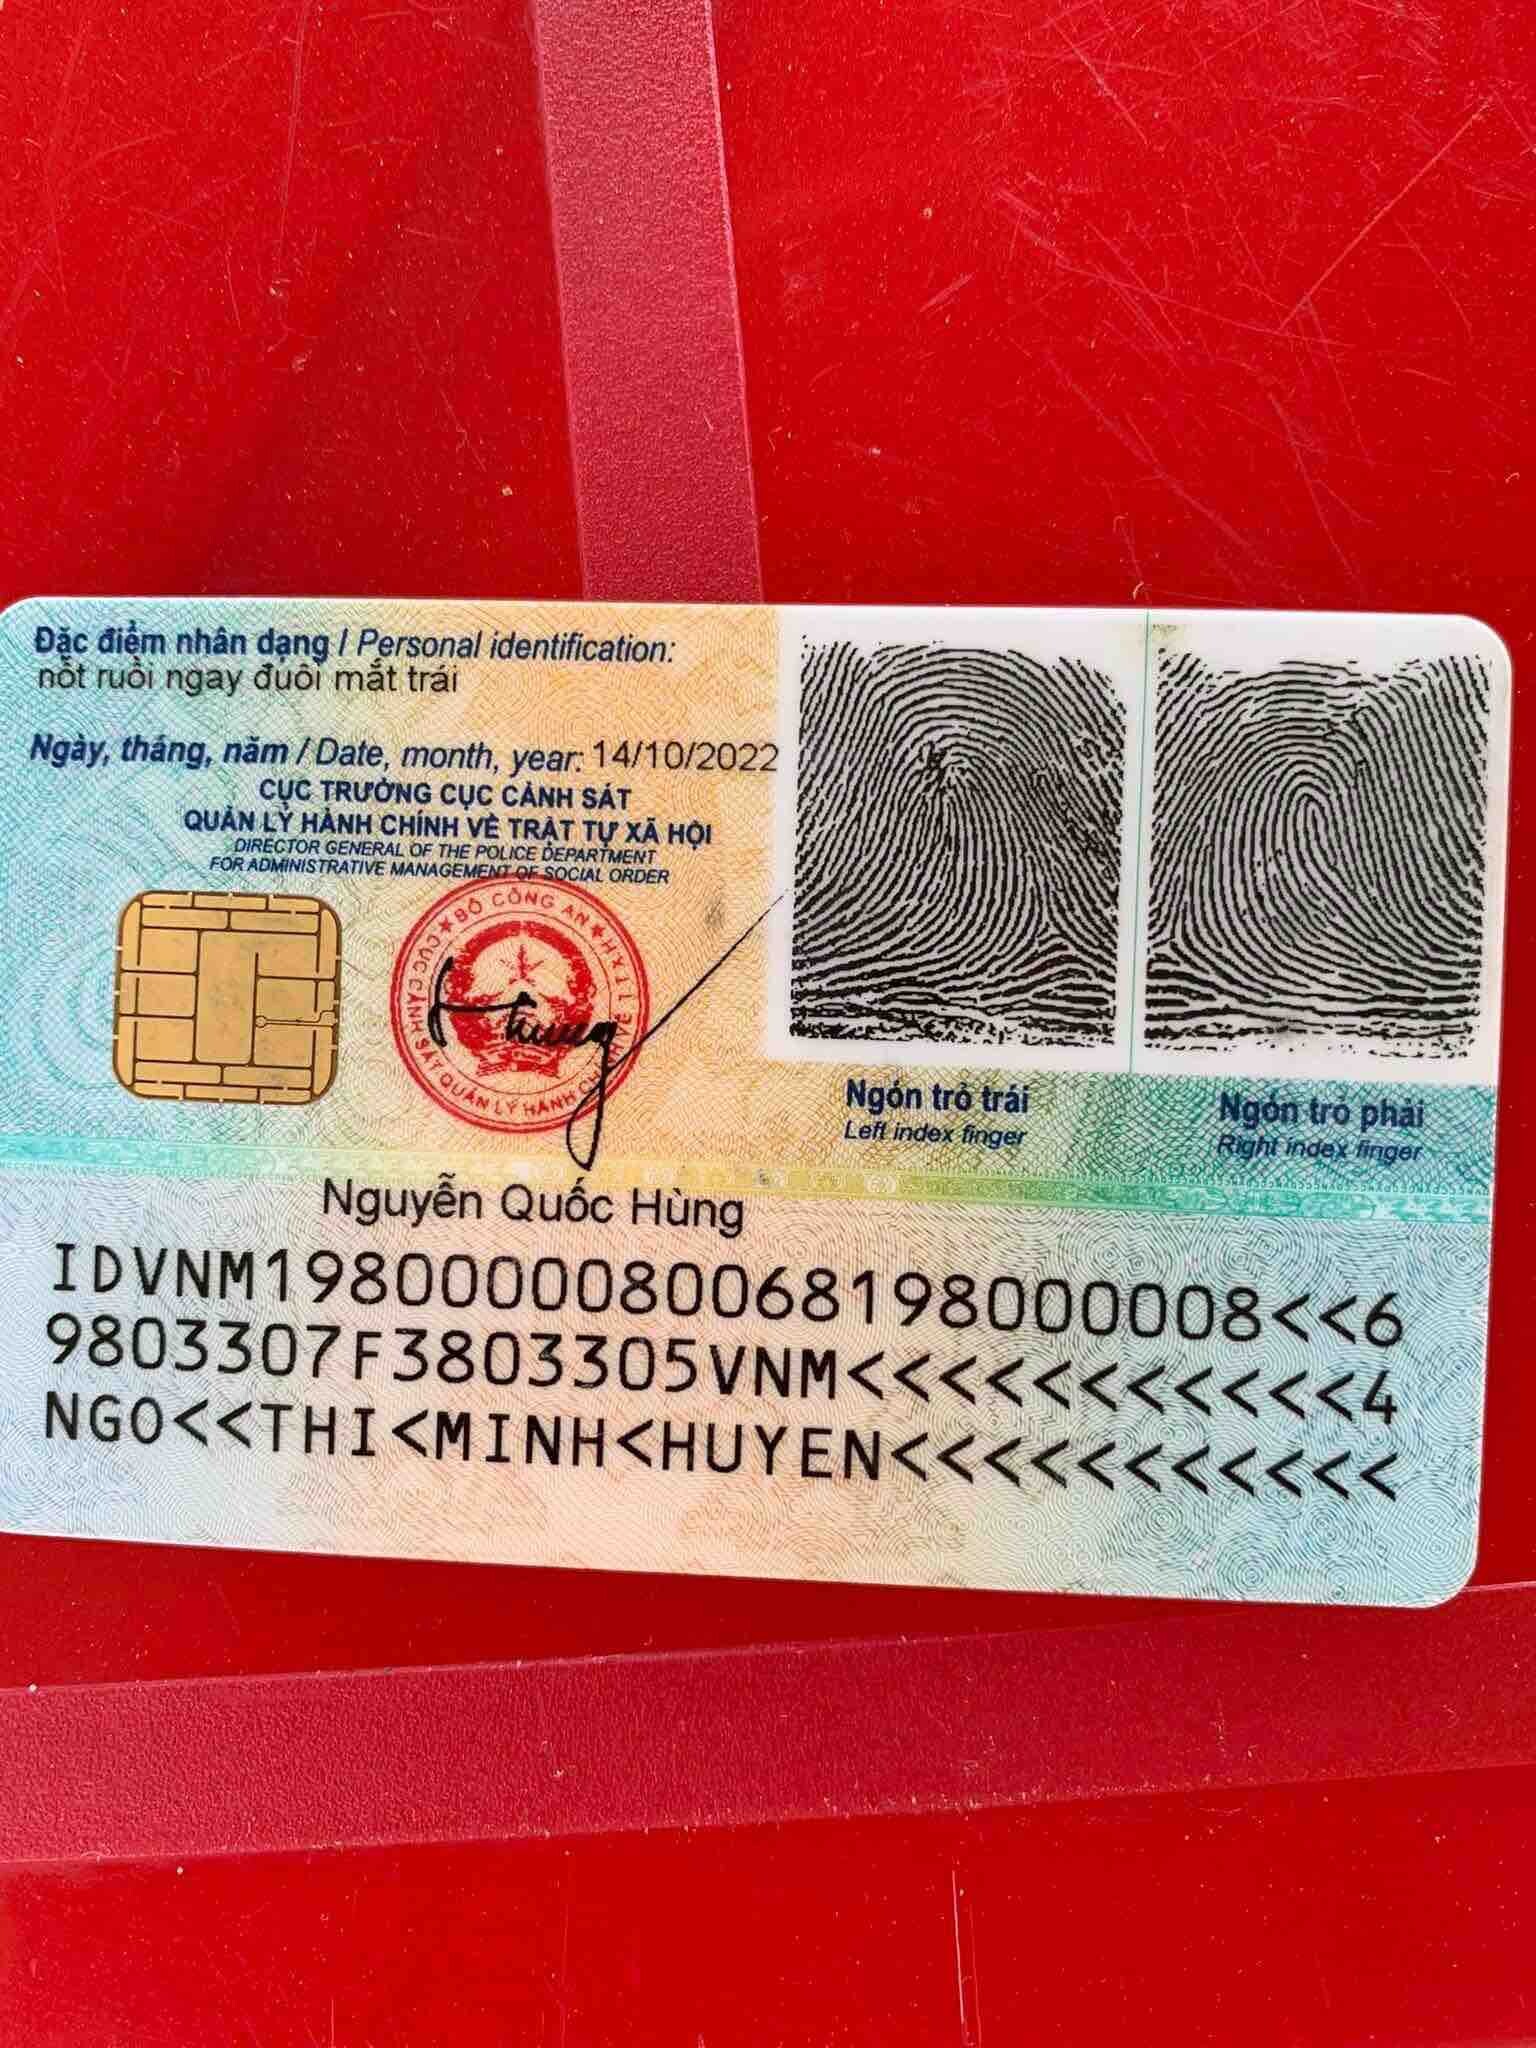 Đặc điểm nhân dạng / Personal identification:
nốt ruồi ngay đuôi mắt trái
Ngày, tháng, năm / Date, month, year: 14/10/2022
CỤC TRƯỞNG CỤC CẢNH SÁT
QUẢN LÝ HÀNH CHÍNH VỀ TRẬT TỰ XÃ HỘI
DIRECTOR GENERAL OF THE POLICE DEPARTMENT
FOR ADMINISTRATIVE MANAGEMENT OF SOCIAL ORDER
BỘ CÔNG AN
Ngón trỏ trái
Left index finger
Ngón trỏ phải
Right index finger
Nguyễn Quốc Hùng
IDVNM1980000080068198000008<<6
9803307F3803305VNM<<<<<<<<<<<4
NGO<<THI<MINH<HUYEN<<<<<<<<<<<